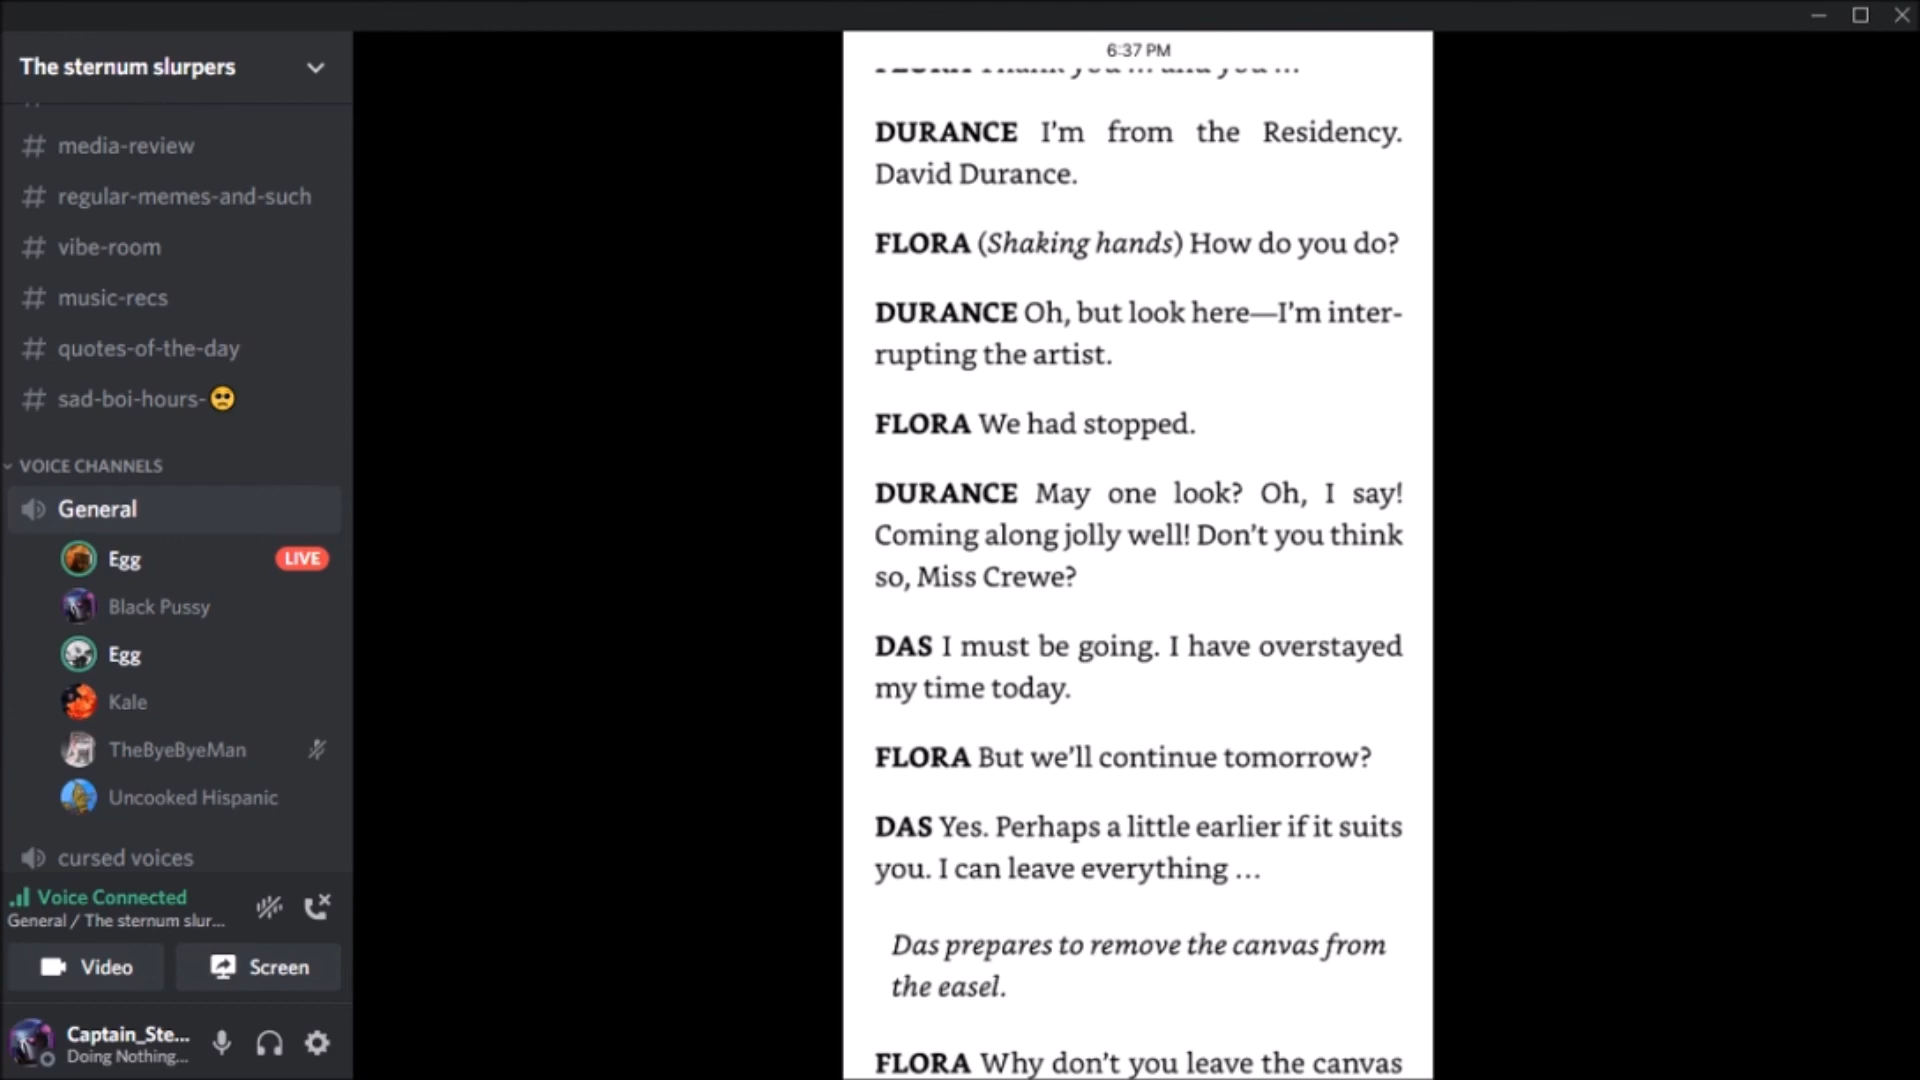 The sternum slurpers
# media-review
# regular-memes-and-such
# vibe-room
# music-recs
# quotes-of-the-day
# sad-boi-hours-🥺
VOICE CHANNELS
General
Egg LIVE
Black Pussy
Egg
Kale
TheByeByeMan
Uncooked Hispanic
cursed voices
Voice Connected
General / The sternum slur...
Video Screen
Captain_Ste...
Doing Nothing...
6:37 PM
FLORA Thank you ... and you ...
DURANCE I'm from the Residency.
David Durance.
FLORA (Shaking hands) How do you do?
DURANCE Oh, but look here—I'm inter-
rupting the artist.
FLORA We had stopped.
DURANCE May one look? Oh, I say!
Coming along jolly well! Don't you think
so, Miss Crewe?
DAS I must be going. I have overstayed
my time today.
FLORA But we'll continue tomorrow?
DAS Yes. Perhaps a little earlier if it suits
you. I can leave everything ...
Das prepares to remove the canvas from
the easel.
FLORA Why don't you leave the canvas